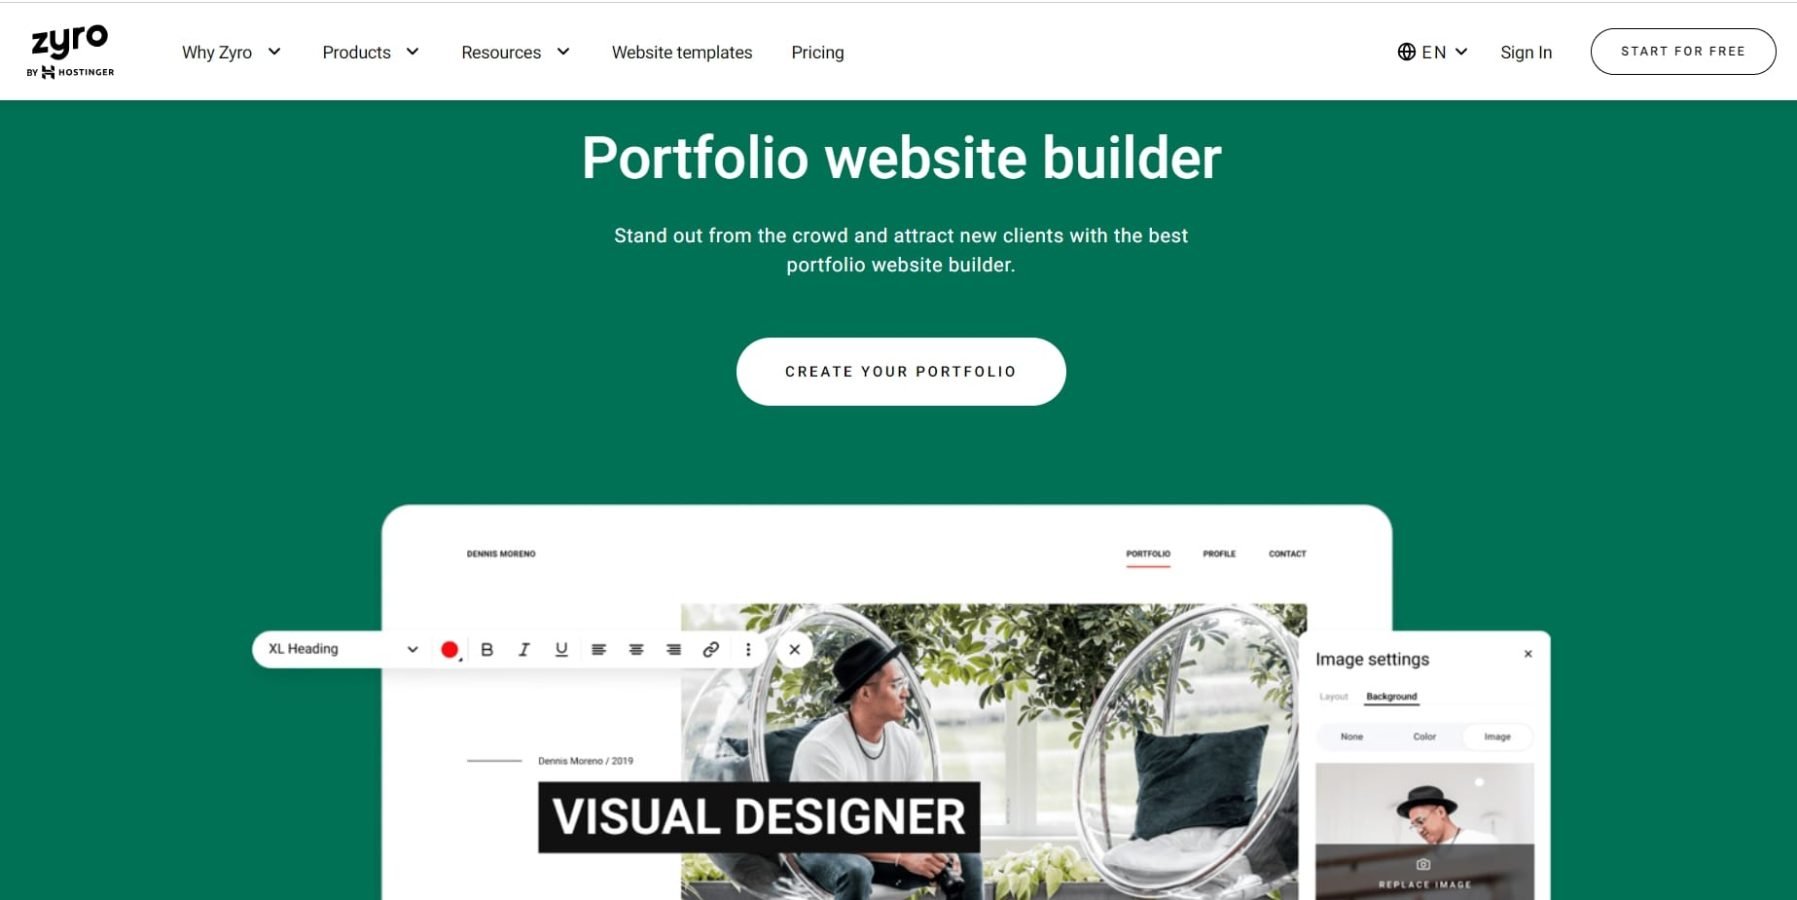 zyro
BY HOSTINGER
Why Zyro
Products
Resources
Website templates
Pricing
EN
Sign In
START FOR FREE
Portfolio website builder
Stand out from the crowd and attract new clients with the best
portfolio website builder.
CREATE YOUR PORTFOLIO
DENNIS MORENO
PORTFOLIO
PROFILE
CONTACT
XL Heading
B
I
U
Image settings
Layout
Background
None
Color
Image
Dennis Moreno / 2019
VISUAL DESIGNER
REPLACE IMAGE